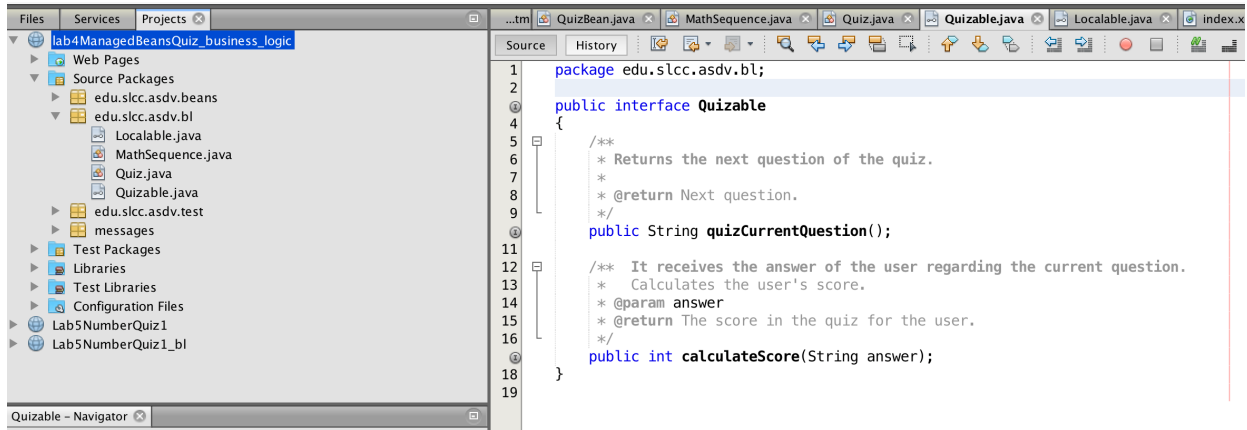 Files Services Projects
lab4ManagedBeansQuiz_business_logic
Web Pages
Source Packages
edu.slcc.asdv.beans
edu.slcc.asdv.bl
Localable.java
MathSequence.java
Quiz.java
Quizable.java
edu.slcc.asdv.test
messages
Test Packages
Libraries
Test Libraries
Configuration Files
Lab5NumberQuiz1
Lab5NumberQuiz1_bl
Quizable – Navigator
...tm QuizBean.java MathSequence.java Quiz.java Quizable.java Localable.java index.x
Source History
1 package edu.slcc.asdv.bl;
2
public interface Quizable
4 {
5 /**
6 * Returns the next question of the quiz.
7 *
8 * @return Next question.
9 */
public String quizCurrentQuestion();
11
12 /** It receives the answer of the user regarding the current question.
13 * Calculates the user's score.
14 * @param answer
15 * @return The score in the quiz for the user.
16 */
public int calculateScore(String answer);
18 }
19